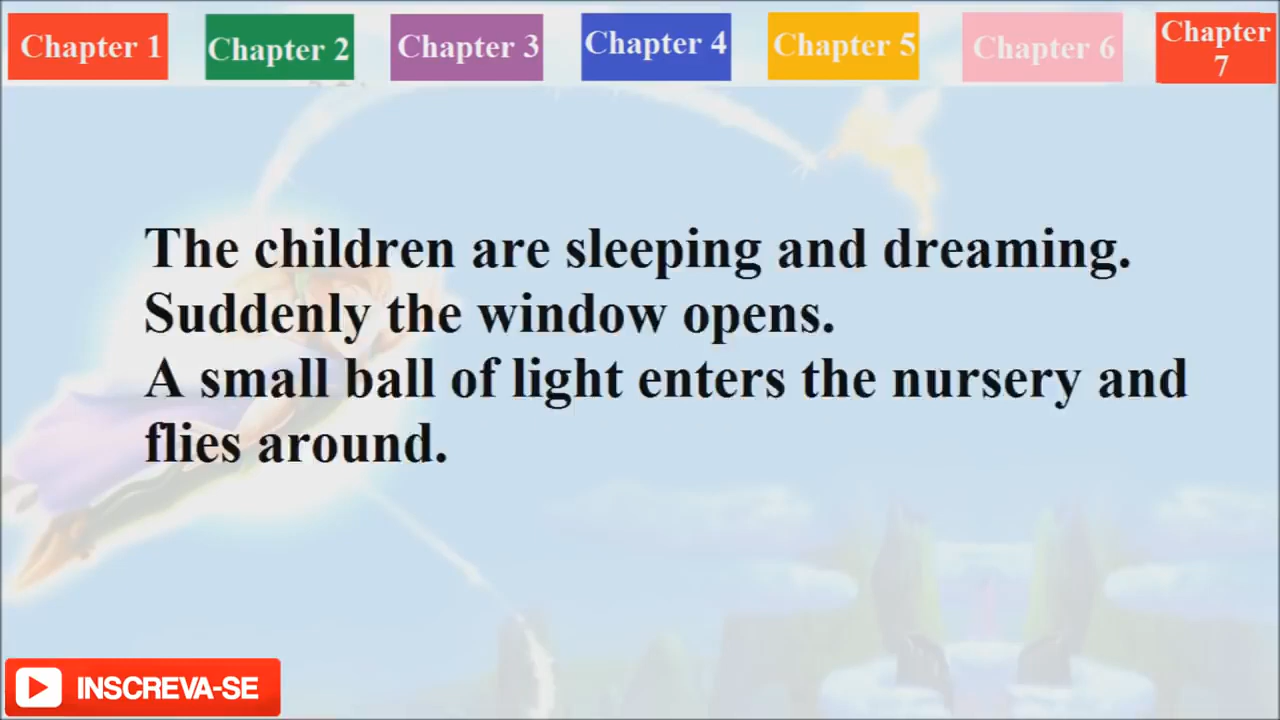 Chapter 1
Chapter 2
Chapter 3
Chapter 4
Chapter 5
Chapter 6
Chapter
7
The children are sleeping and dreaming.
Suddenly the window opens.
A small ball of light enters the nursery and
flies around.
INSCREVA-SE